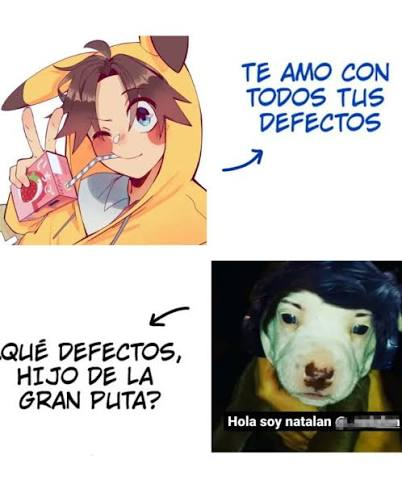 TE AMO CON
TODOS TUS
DEFECTOS
QUÉ DEFECTOS,
HIJO DE LA
GRAN PUTA?
Hola soy natalan @